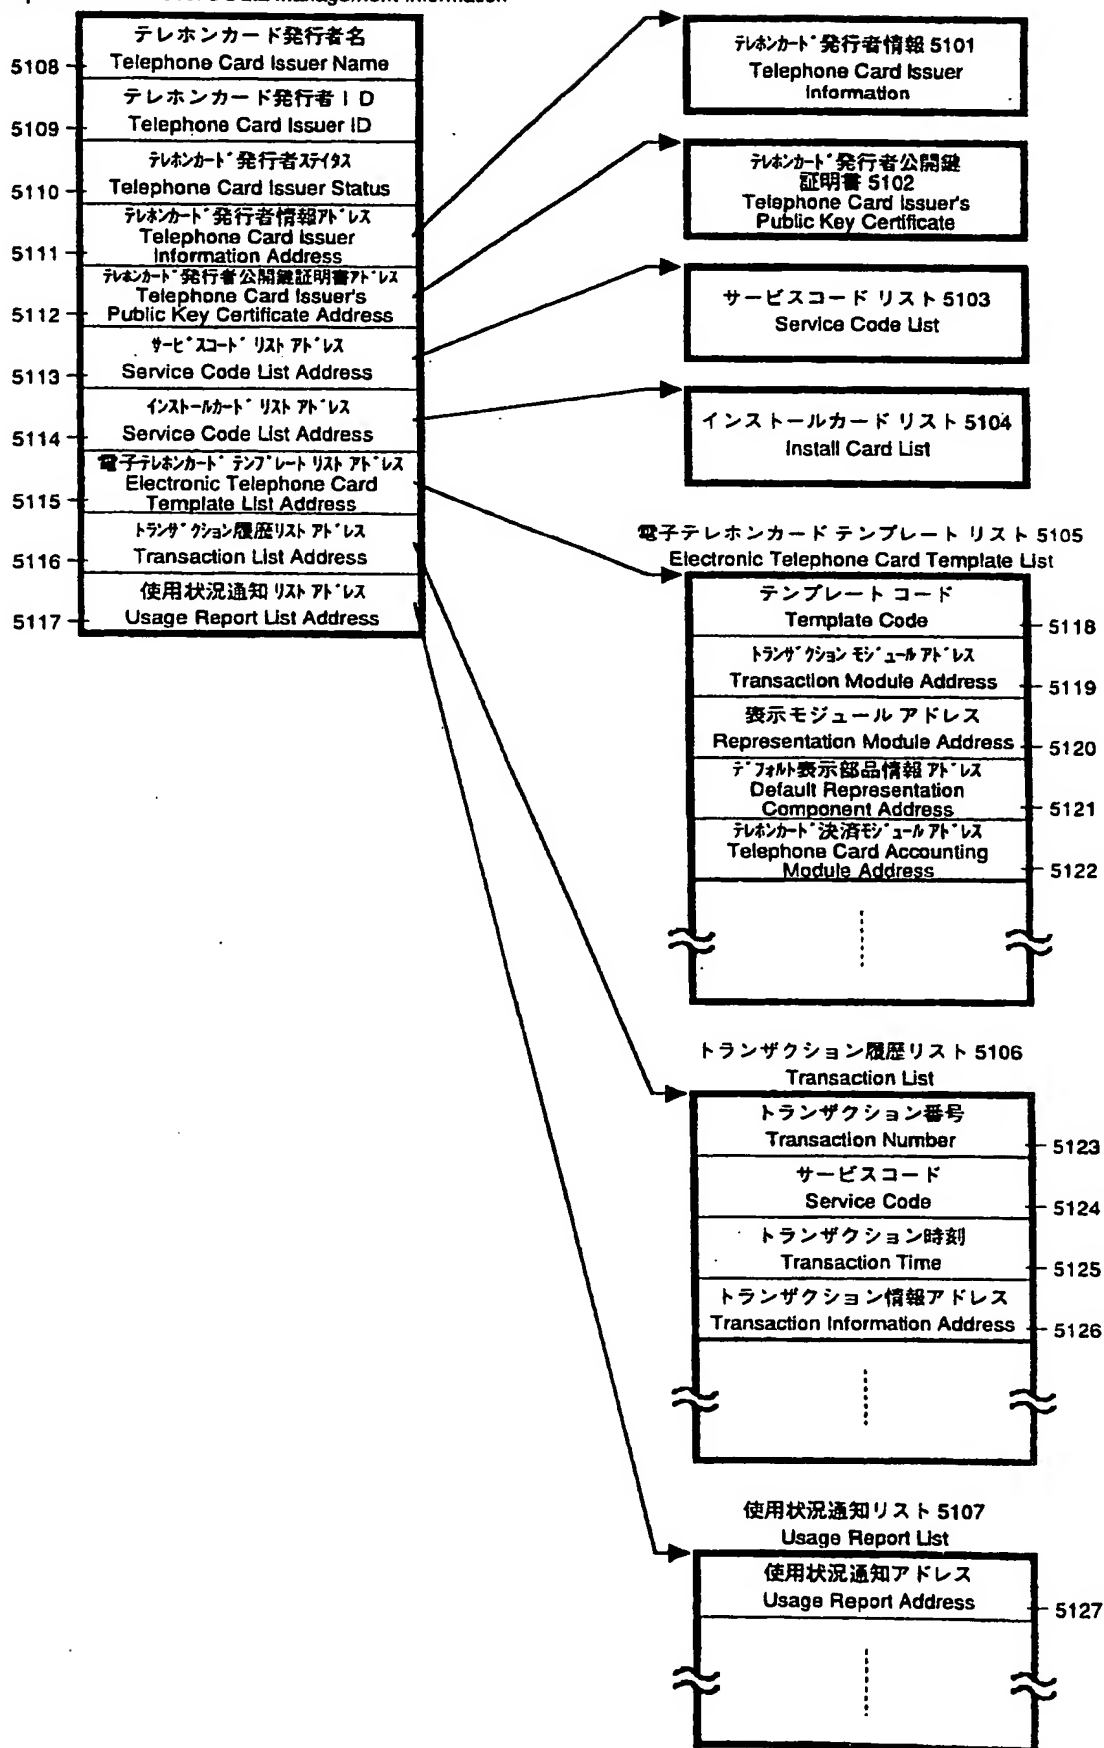 Data Management Information
テレホンカード発行者名
Telephone Card Issuer Name
5108
テレホンカード発行者ID
Telephone Card Issuer ID
5109
テレホンカード発行者ステイタス
Telephone Card Issuer Status
5110
テレホンカード発行者情報アドレス
Telephone Card Issuer
Information Address
5111
テレホンカード発行者公開鍵証明書アドレス
Telephone Card Issuer's
Public Key Certificate Address
5112
サービスコード リスト アドレス
Service Code List Address
5113
インストールカード リスト アドレス
Service Code List Address
5114
電子テレホンカード テンプレート リスト アドレス
Electronic Telephone Card
Template List Address
5115
トランザクション履歴リスト アドレス
Transaction List Address
5116
使用状況通知 リスト アドレス
Usage Report List Address
5117
テレホンカード発行者情報 5101
Telephone Card Issuer
Information
テレホンカード発行者公開鍵
証明書 5102
Telephone Card Issuer's
Public Key Certificate
サービスコード リスト 5103
Service Code List
インストールカード リスト 5104
Install Card List
電子テレホンカード テンプレート リスト 5105
Electronic Telephone Card Template List
テンプレート コード
Template Code
5118
トランザクション モジュール アドレス
Transaction Module Address
5119
表示モジュール アドレス
Representation Module Address
5120
デフォルト表示部品情報 アドレス
Default Representation
Component Address
5121
テレホンカード決済モジュール アドレス
Telephone Card Accounting
Module Address
5122
トランザクション履歴リスト 5106
Transaction List
トランザクション番号
Transaction Number
5123
サービスコード
Service Code
5124
トランザクション時刻
Transaction Time
5125
トランザクション情報アドレス
Transaction Information Address
5126
使用状況通知リスト 5107
Usage Report List
使用状況通知アドレス
Usage Report Address
5127